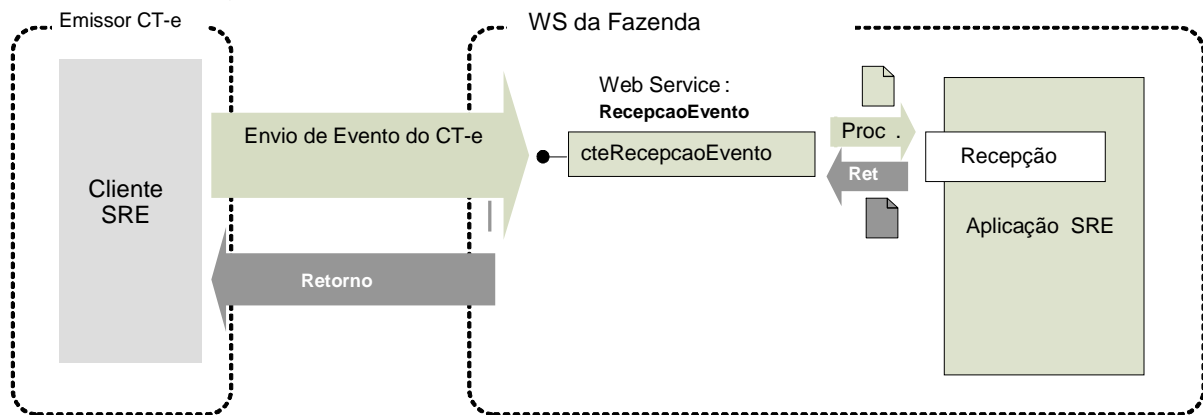 Emissor CT-e
WS da Fazenda
Web Service :
RecepcaoEvento
Envio de Evento do CT-e
cteRecepcaoEvento
Proc .
Ret
Recepção
Cliente
SRE
Aplicação SRE
Retorno